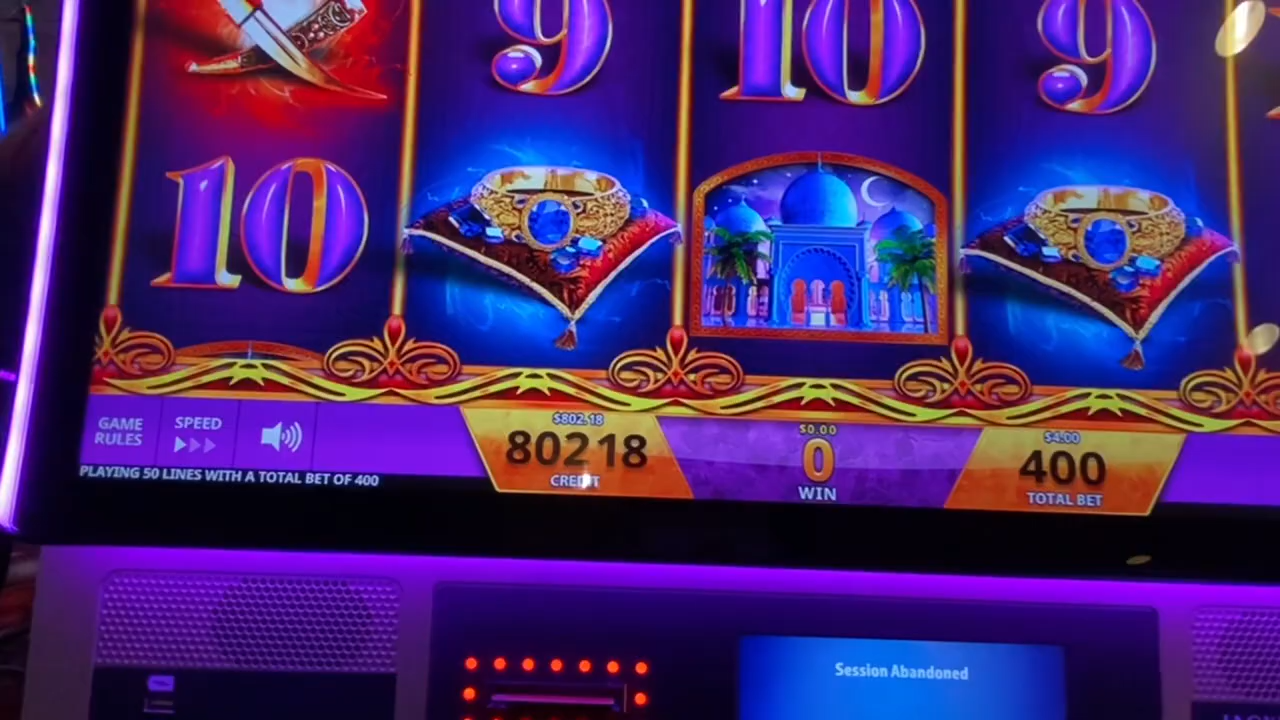 9 10 9
10
GAME RULES
SPEED
$802.18
80218
CREDIT
$0.00
0
WIN
$4.00
400
TOTAL BET
PLAYING 50 LINES WITH A TOTAL BET OF 400
Session Abandoned